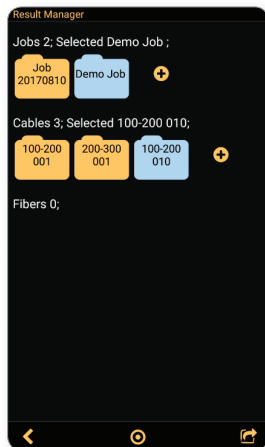 Result Manager
Jobs 2; Selected Demo Job ;
Job
20170810
Demo Job
Cables 3; Selected 100-200 010;
100-200
001
200-300
001
100-200
010
Fibers 0;